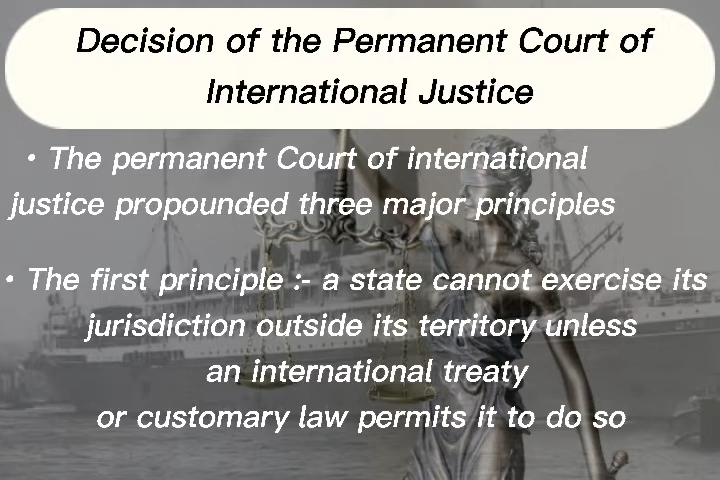 Decision of the Permanent Court of
International Justice
• The permanent Court of international
justice propounded three major principles
• The first principle :- a state cannot exercise its
jurisdiction outside its territory unless
an international treaty
or customary law permits it to do so